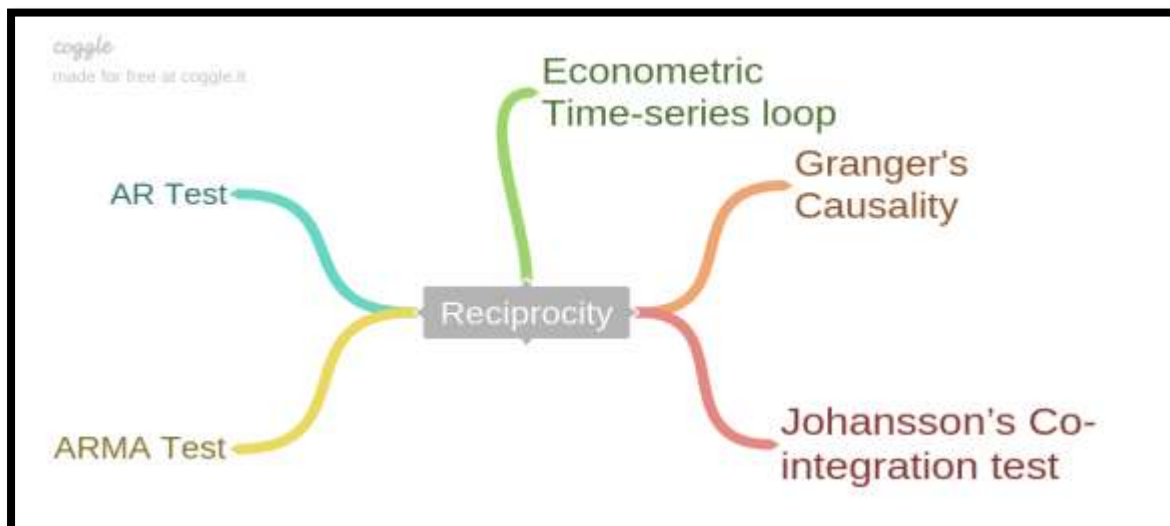 coggle
made for free at coggle.it
Econometric
Time-series loop
Granger's
Causality
AR Test
Reciprocity
ARMA Test
Johansson's Co-
integration test